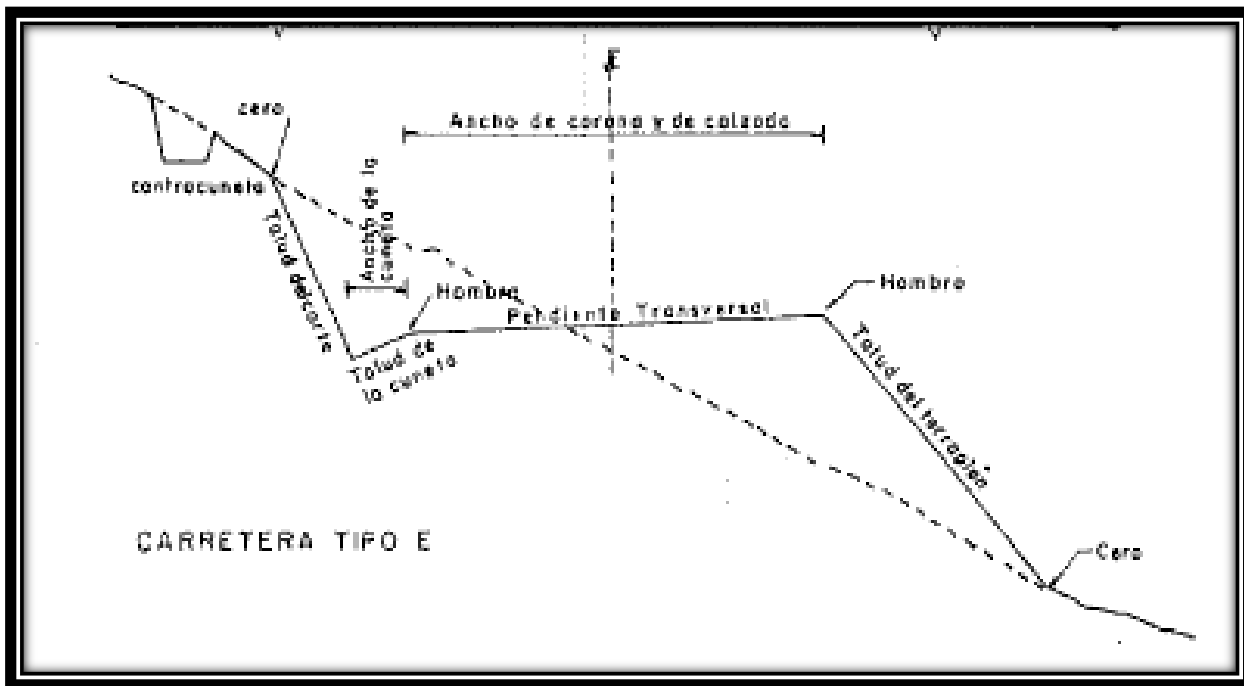 Ancho de corona y de calzada
cero
contracuneta
Ancho de la
cuneta
Talud del corte
Hombro
Hombro
Pendiente Transversal
Talud de
la cuneta
Talud del terraplén
Cero
CARRETERA TIPO E